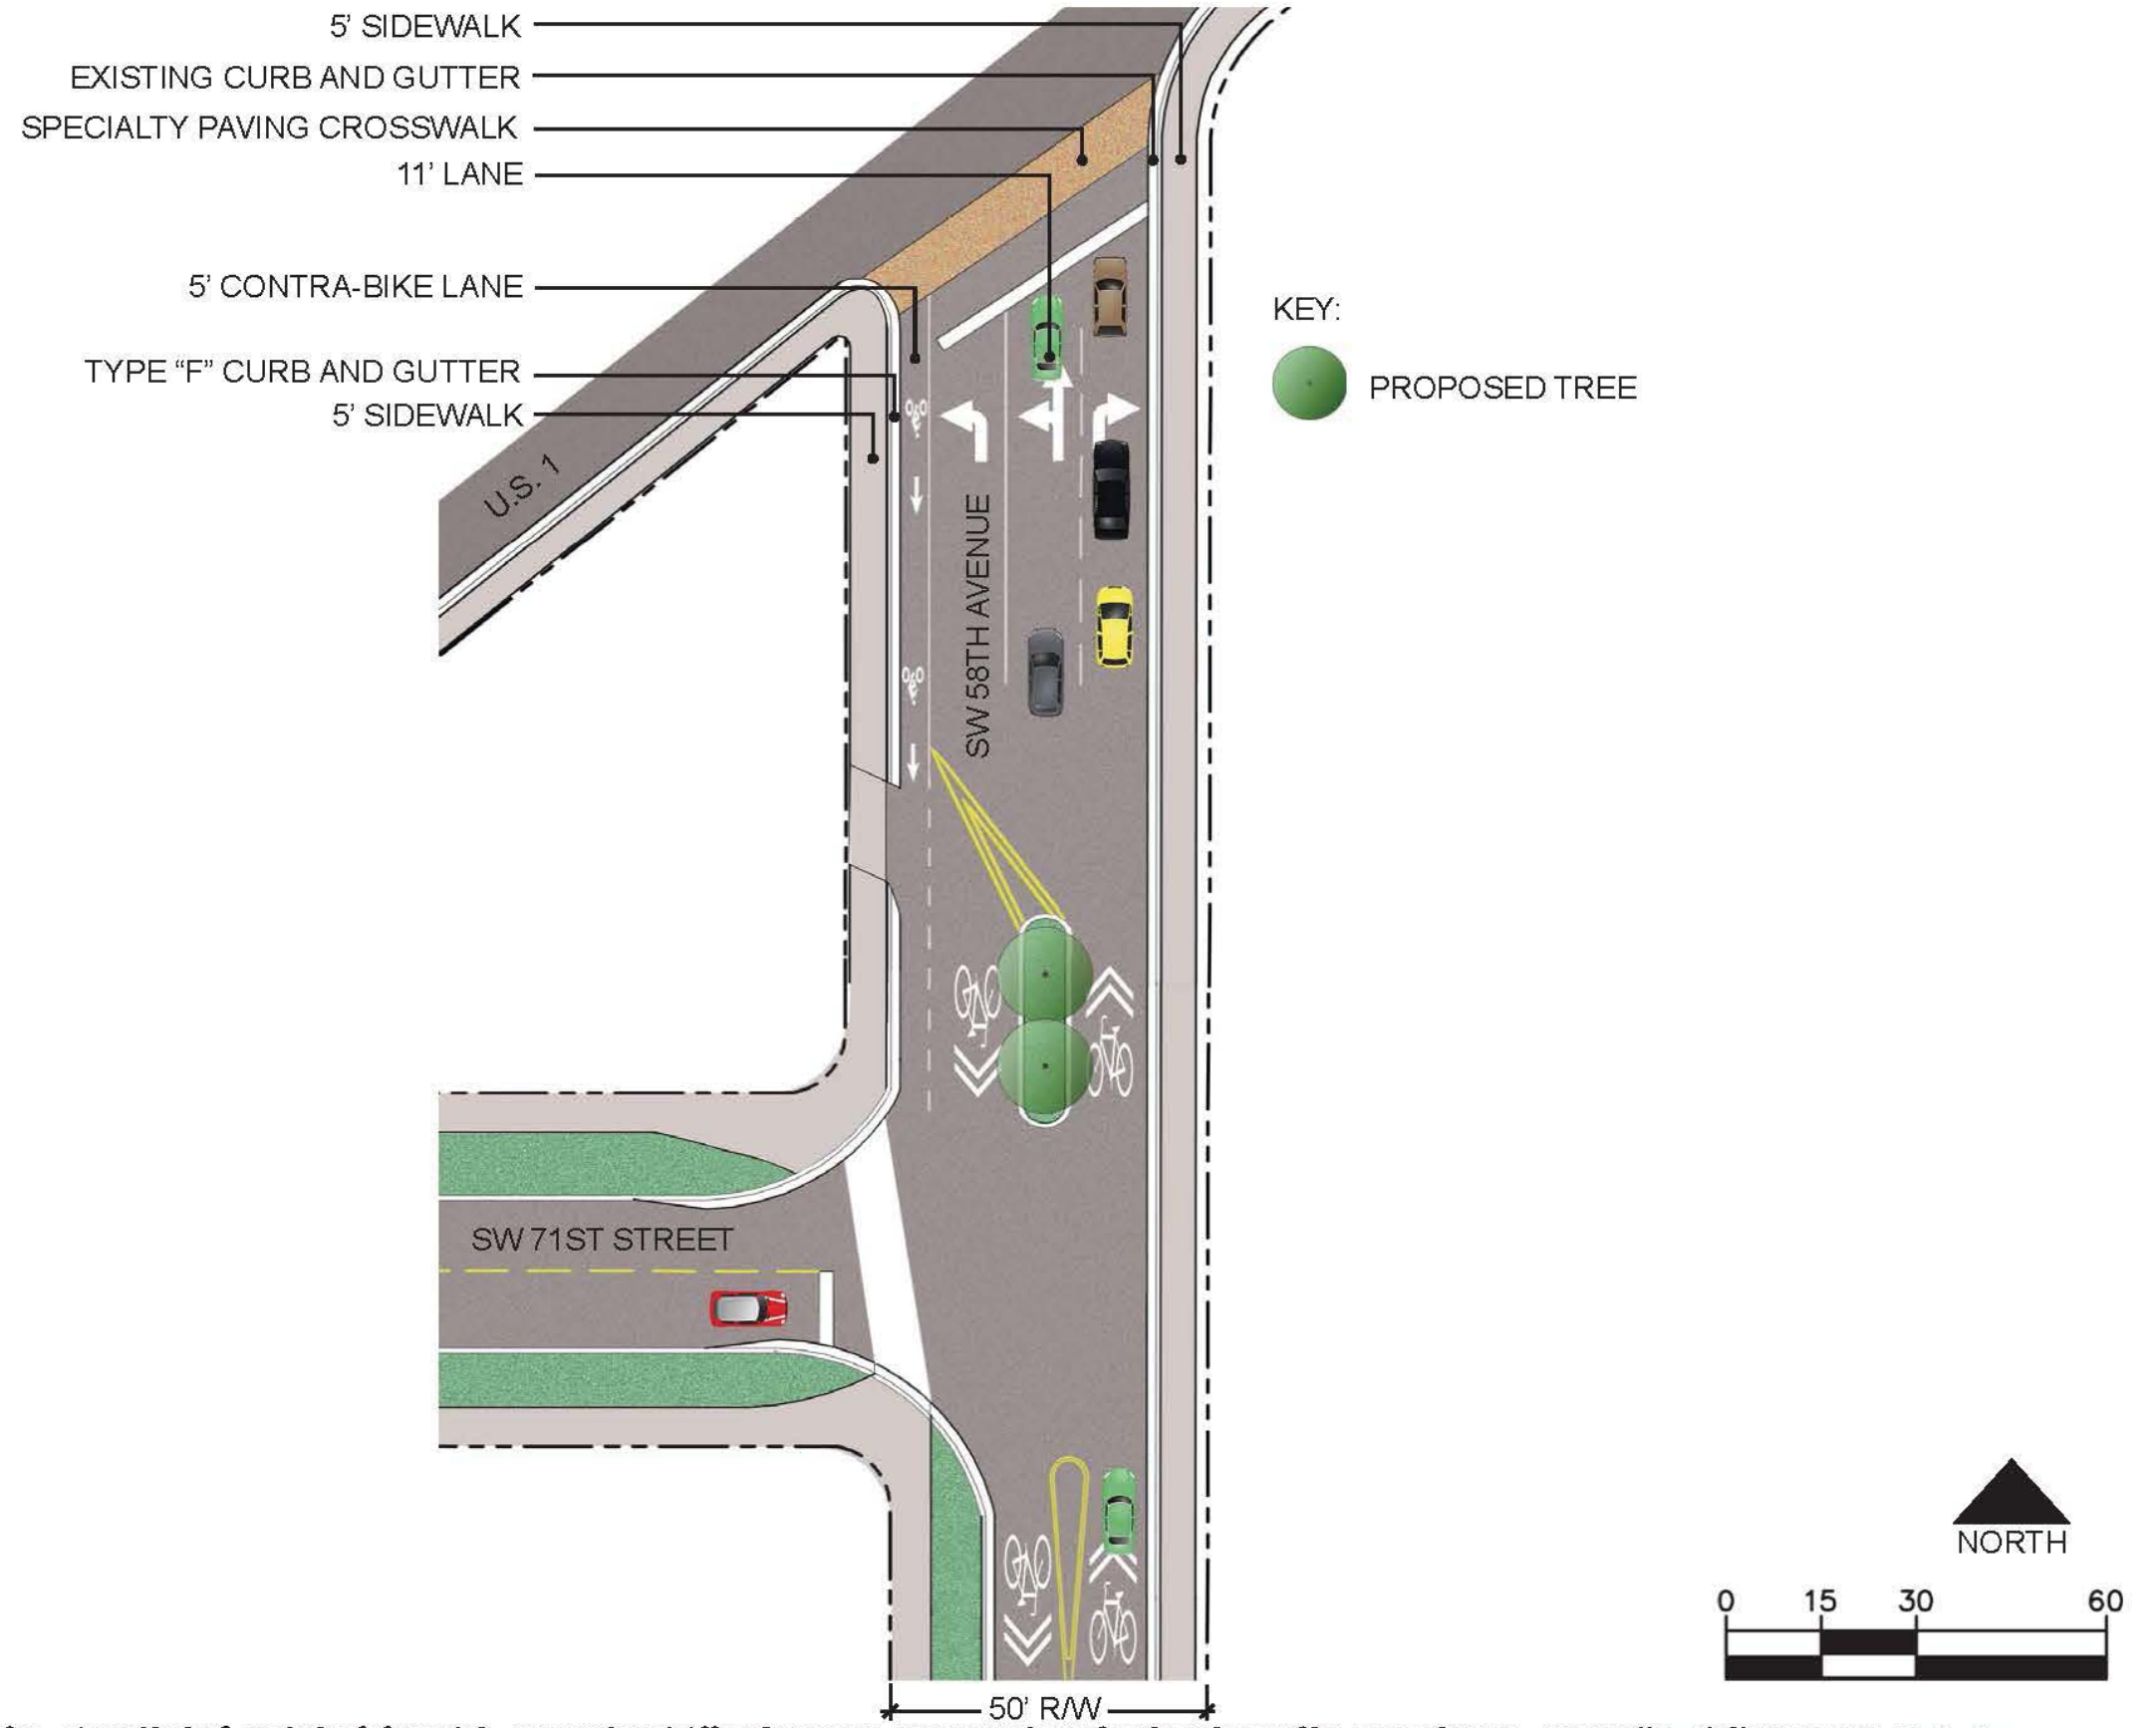 5' SIDEWALK
EXISTING CURB AND GUTTER
SPECIALTY PAVING CROSSWALK
11' LANE
5' CONTRA-BIKE LANE
TYPE “F” CURB AND GUTTER
5' SIDEWALK
U.S. 1
SW 58TH AVENUE
KEY:
PROPOSED TREE
SW 71ST STREET
NORTH
0 15 30 60
50' R/W